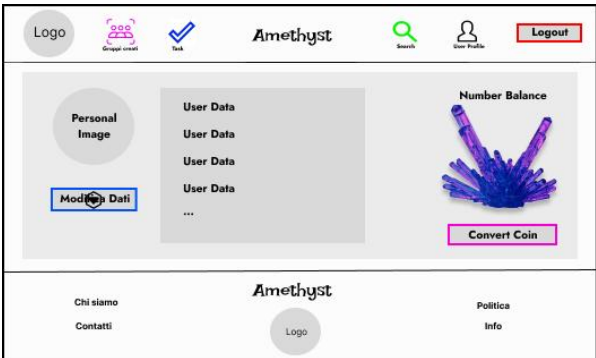 Logo
Gruppi creati
Task
Amethyst
Search
User Profile
Logout
Personal
Image
Modifica Dati
User Data
User Data
User Data
User Data
...
Number Balance
Convert Coin
Chi siamo
Contatti
Amethyst
Logo
Politica
Info